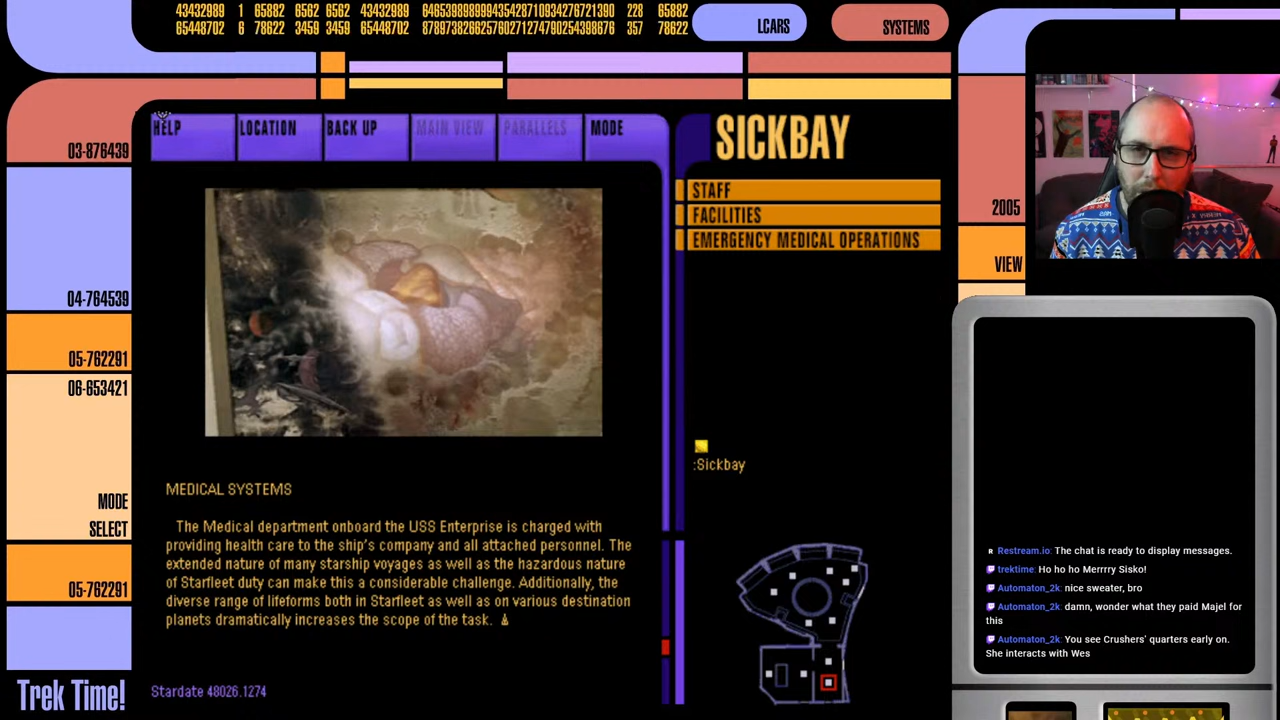 43432989 1 65882 6562 6562 43432989 64653989899943542871093427672​1390 228 65882
65448702 6 78622 3459 3459 65448702 87897382662576027127478025439867​6 357 78622
LCARS
SYSTEMS
HELP
LOCATION
BACK UP
MAIN VIEW
PARALLELS
MODE
SICKBAY
STAFF
FACILITIES
EMERGENCY MEDICAL OPERATIONS
03-876439
04-764539
05-762291
06-653421
MODE
SELECT
05-762291
Trek Time!
MEDICAL SYSTEMS
The Medical department onboard the USS Enterprise is charged with
providing health care to the ship's company and all attached personnel. The
extended nature of many starship voyages as well as the hazardous nature
of Starfleet duty can make this a considerable challenge. Additionally, the
diverse range of lifeforms both in Starfleet as well as on various destination
planets dramatically increases the scope of the task.
Stardate 48026.1274
:Sickbay
2005
VIEW
R Restream.io: The chat is ready to display messages.
trektime: Ho ho ho Merrrry Sisko!
Automaton_2k: nice sweater, bro
Automaton_2k: damn, wonder what they paid Majel for
this
Automaton_2k: You see Crushers' quarters early on.
She interacts with Wes